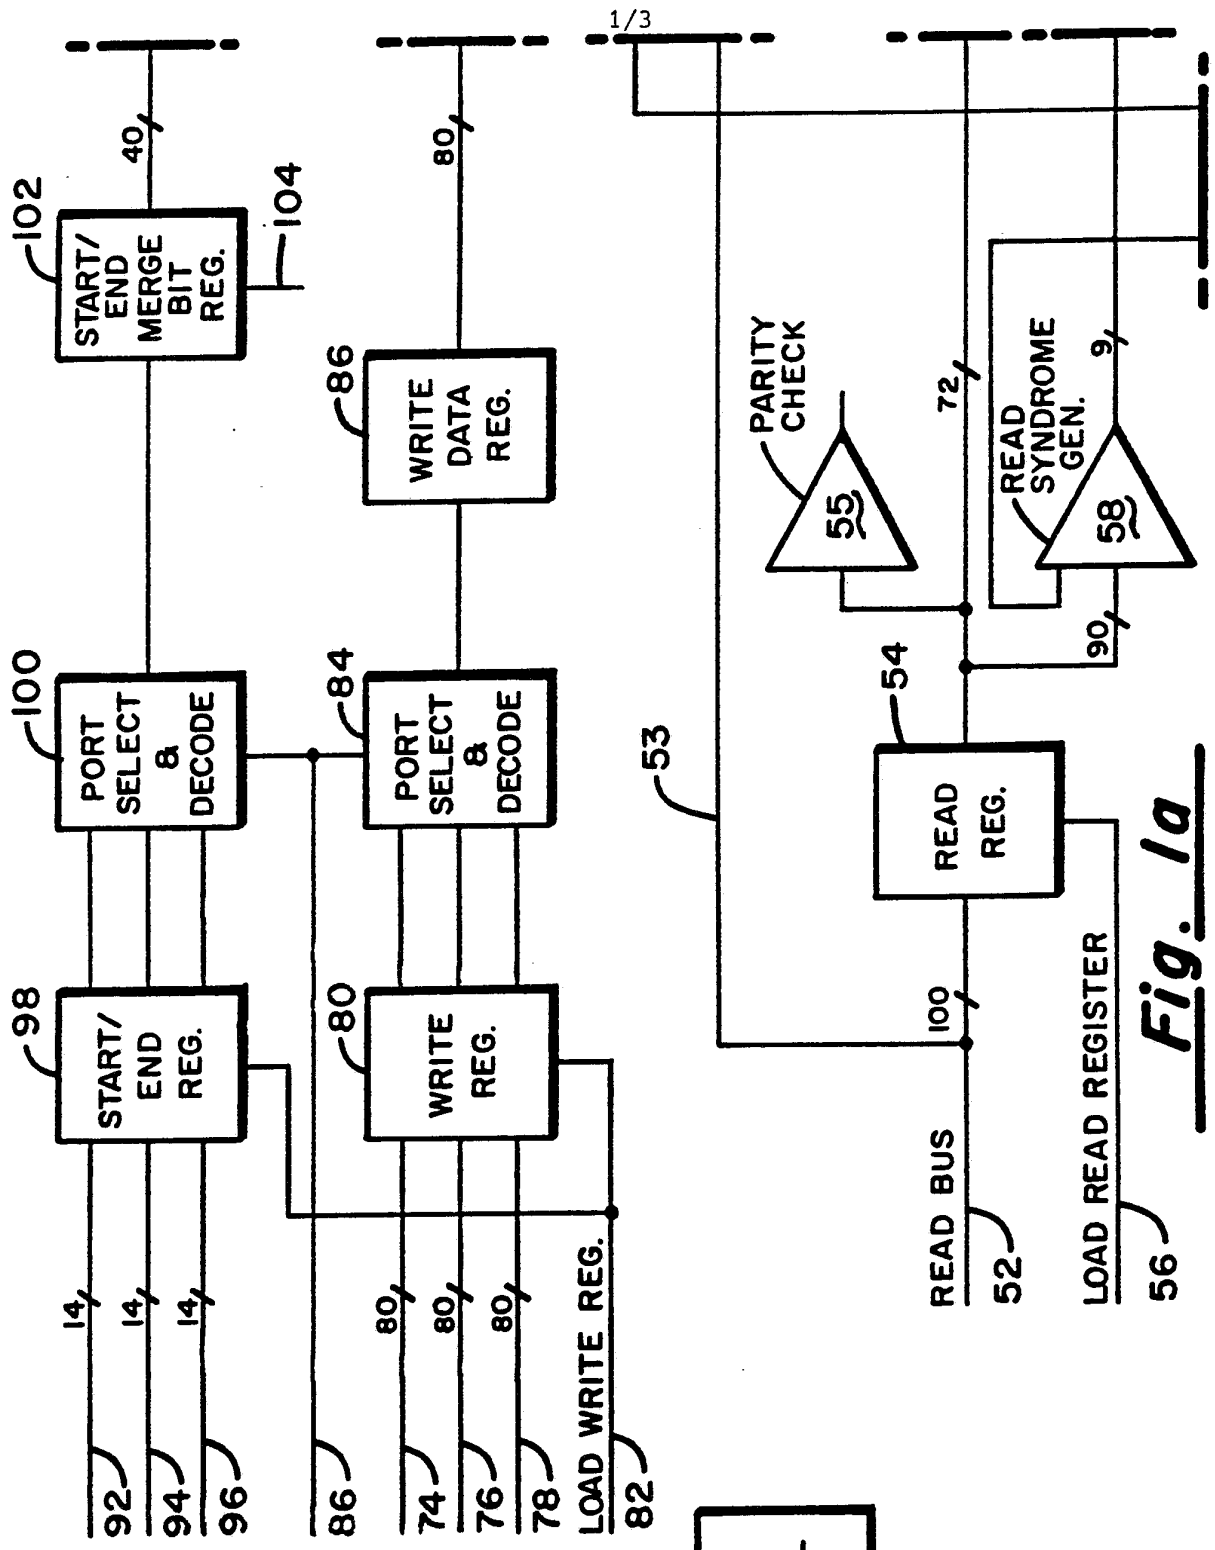 1/3
102
START/
END
MERGE
BIT
REG.
40
104
100
PORT
SELECT
&
DECODE
98
START/
END
REG.
14
14
14
92
94
96
86
86
WRITE
DATA
REG.
80
84
PORT
SELECT
&
DECODE
80
WRITE
REG.
80
80
80
74
76
78
LOAD WRITE REG.
82
53
PARITY
CHECK
55
72
READ
SYNDROME
GEN.
58
9
90
54
READ
REG.
100
READ BUS
52
LOAD READ REGISTER
56
Fig. 1a